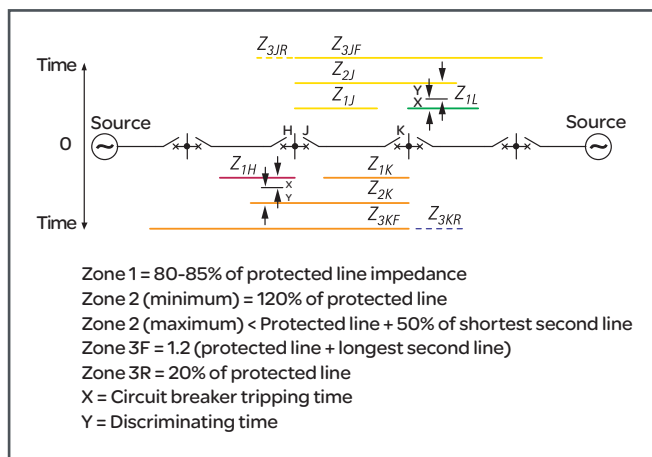 Z3JR Z3JF
Time
Z2J
Y
Z1J X Z1L
Source H J K Source
0
Z1H X Z1K
Y Z2K
Time Z3KF Z3KR
Zone 1 = 80-85% of protected line impedance
Zone 2 (minimum) = 120% of protected line
Zone 2 (maximum) < Protected line + 50% of shortest second line
Zone 3F = 1.2 (protected line + longest second line)
Zone 3R = 20% of protected line
X = Circuit breaker tripping time
Y = Discriminating time